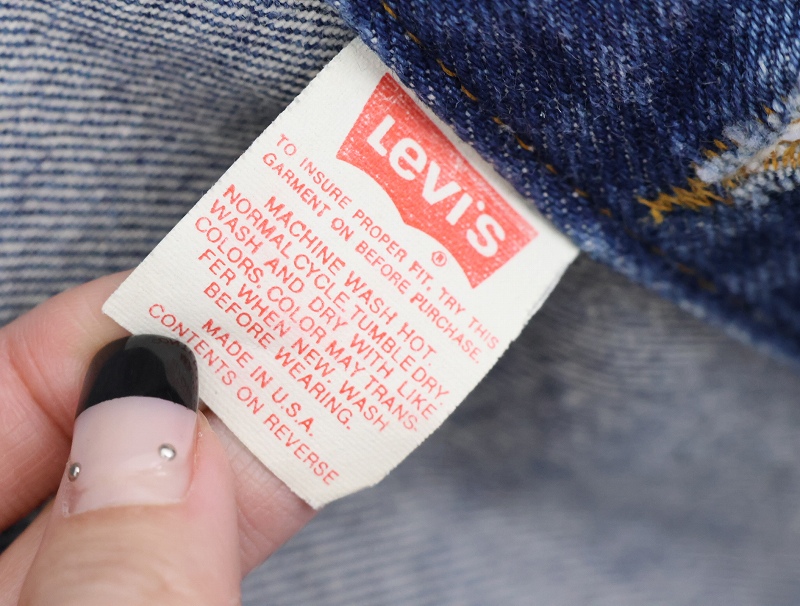 Levi's
®
TO INSURE PROPER FIT, TRY THIS
GARMENT ON BEFORE PURCHASE.
MACHINE WASH HOT.
NORMAL CYCLE, TUMBLE DRY.
WASH AND DRY WITH LIKE
COLORS. COLOR MAY TRANS-
FER WHEN NEW. WASH
BEFORE WEARING.
MADE IN U.S.A.
CONTENTS ON REVERSE